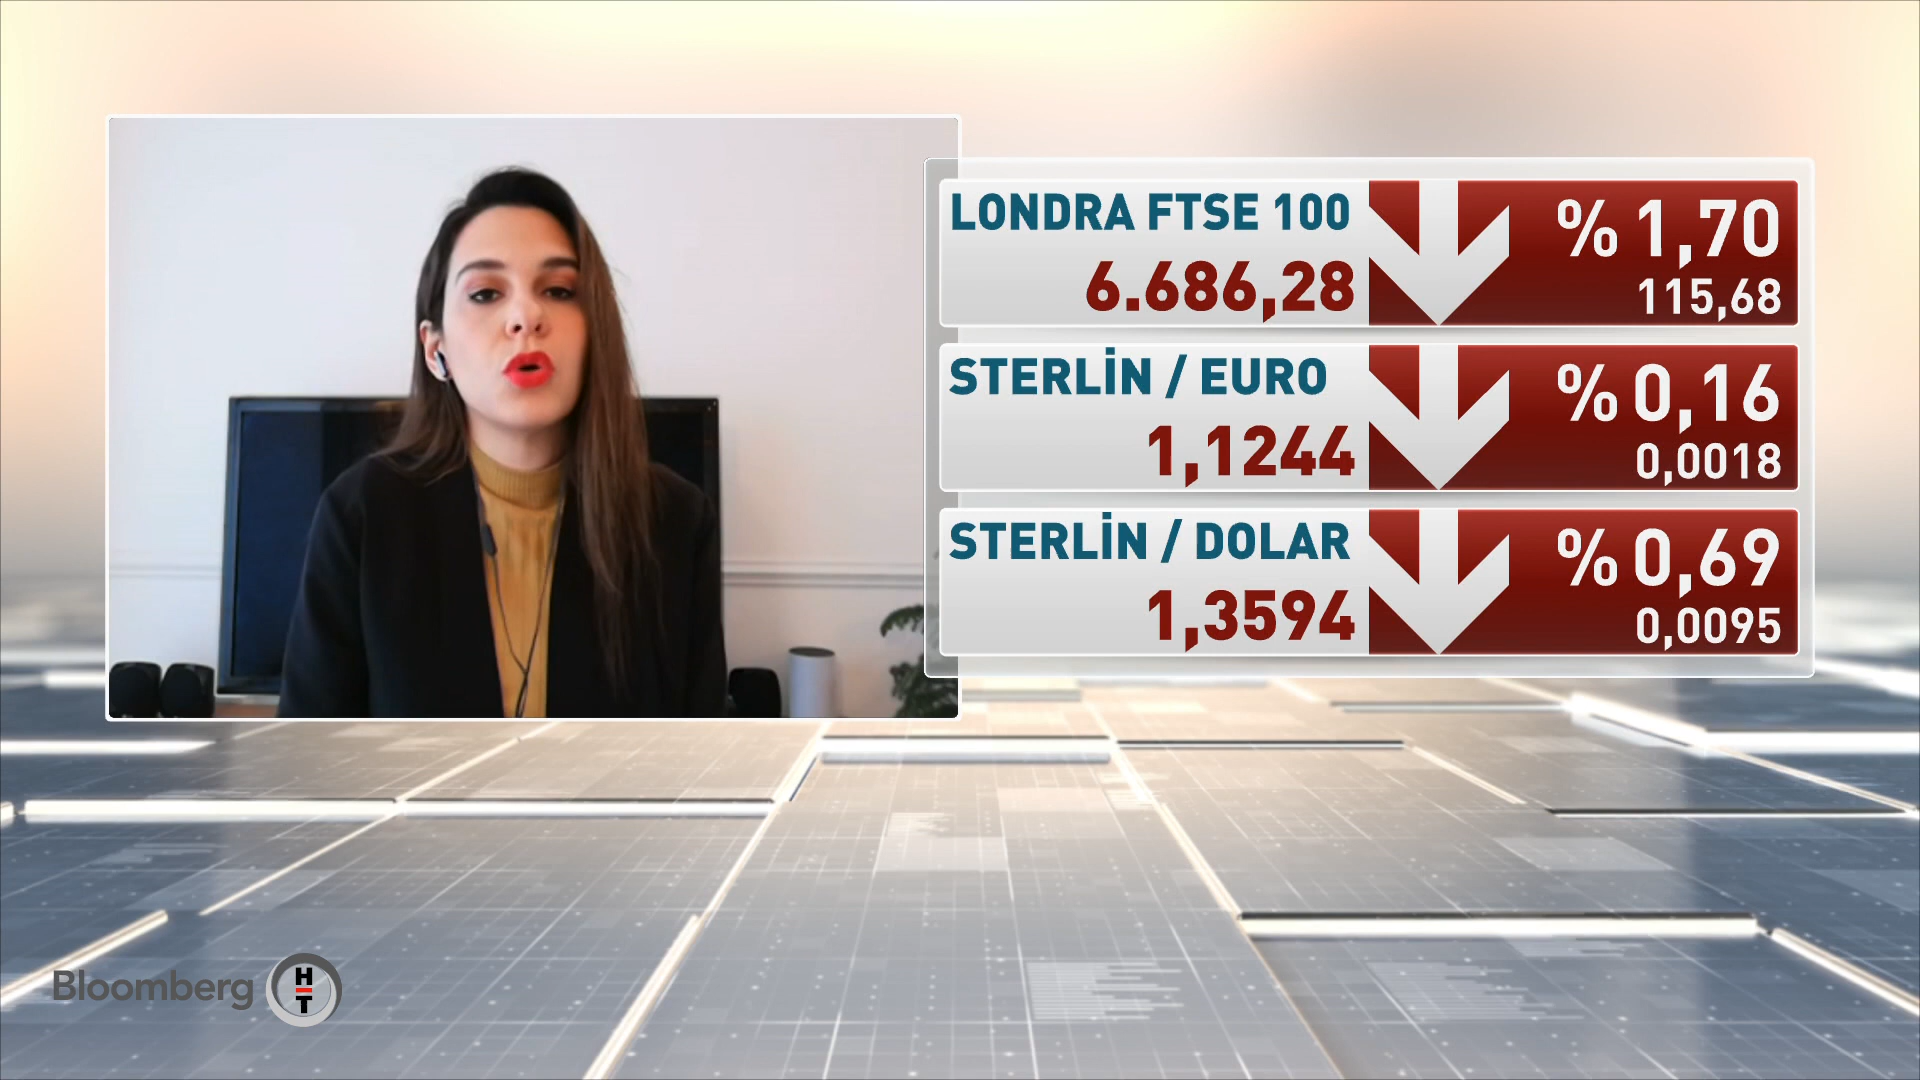 LONDRA FTSE 100
6.686,28
% 1,70
115,68
STERLİN / EURO
1,1244
% 0,16
0,0018
STERLİN / DOLAR
1,3594
% 0,69
0,0095
Bloomberg HT